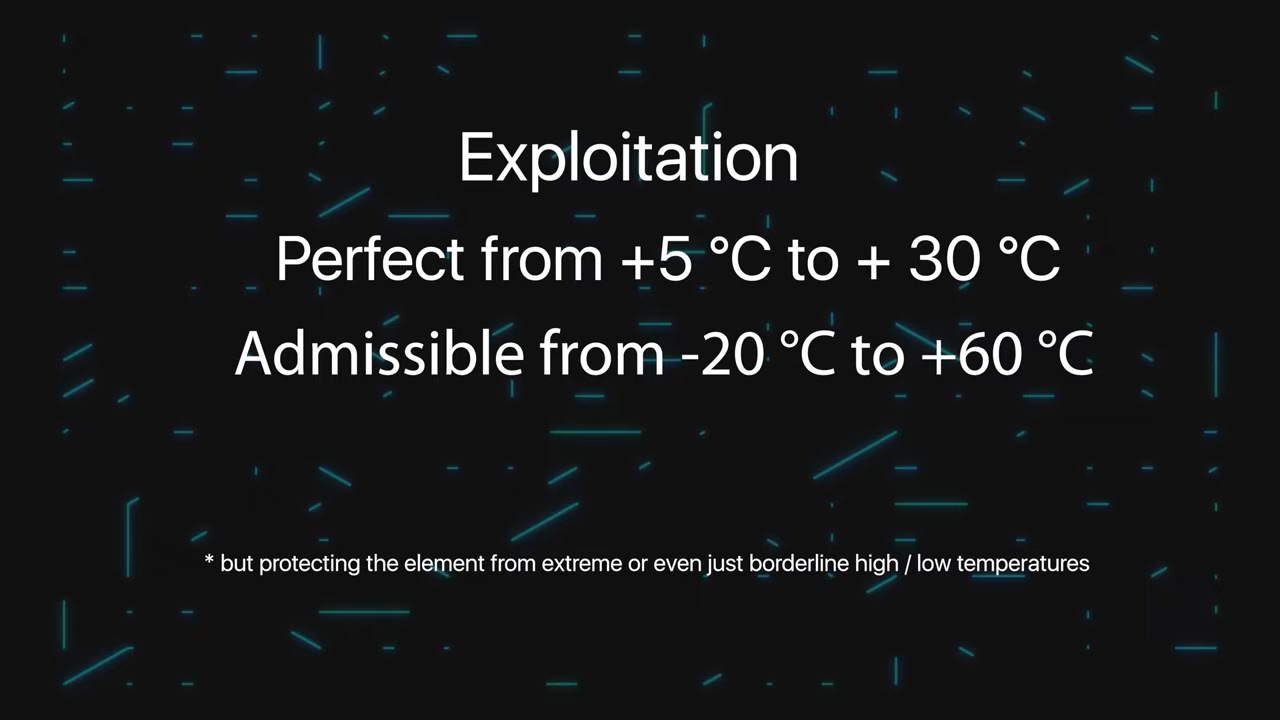 Exploitation
Perfect from +5 °C to + 30 °C
Admissible from -20 °C to +60 °C
* but protecting the element from extreme or even just borderline high / low temperatures